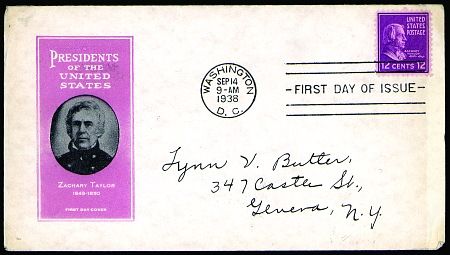 PRESIDENTS
OF THE
UNITED
STATES
ZACHARY TAYLOR
1849-1850
FIRST DAY COVER
WASHINGTON
SEP 14
9-AM
1938
D. C.
FIRST DAY OF ISSUE
UNITED
STATES
POSTAGE
12 CENTS 12
Lynn V. Butler,
347 Castle St.,
Geneva, N.Y.